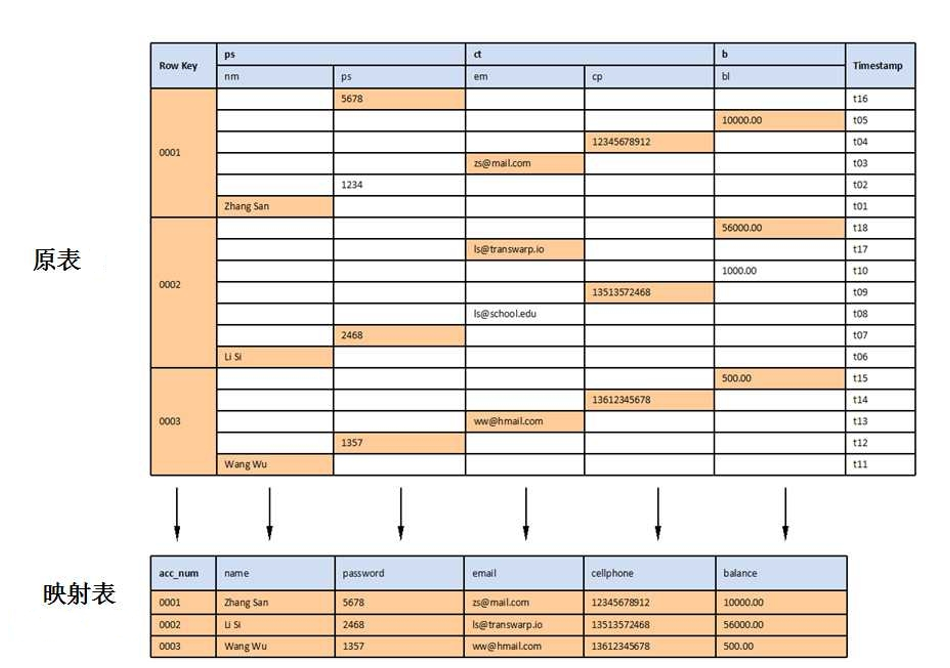 ps ct b
Row Key Timestamp
nm ps em cp bl
5678 t16
10000.00 t05
12345678912 t04
0001
zs@mail.com t03
1234 t02
Zhang San t01
56000.00 t18
原表
ls@transwarp.io t17
1000.00 t10
0002
13513572468 t09
ls@school.edu t08
2468 t07
Li Si t06
500.00 t15
13612345678 t14
0003
ww@hmail.com t13
1357 t12
Wang Wu t11
映射表
acc_num name password email cellphone balance
0001 Zhang San 5678 zs@mail.com 12345678912 10000.00
0002 Li Si 2468 ls@transwarp.io 13513572468 56000.00
0003 Wang Wu 1357 ww@hmail.com 13612345678 500.00